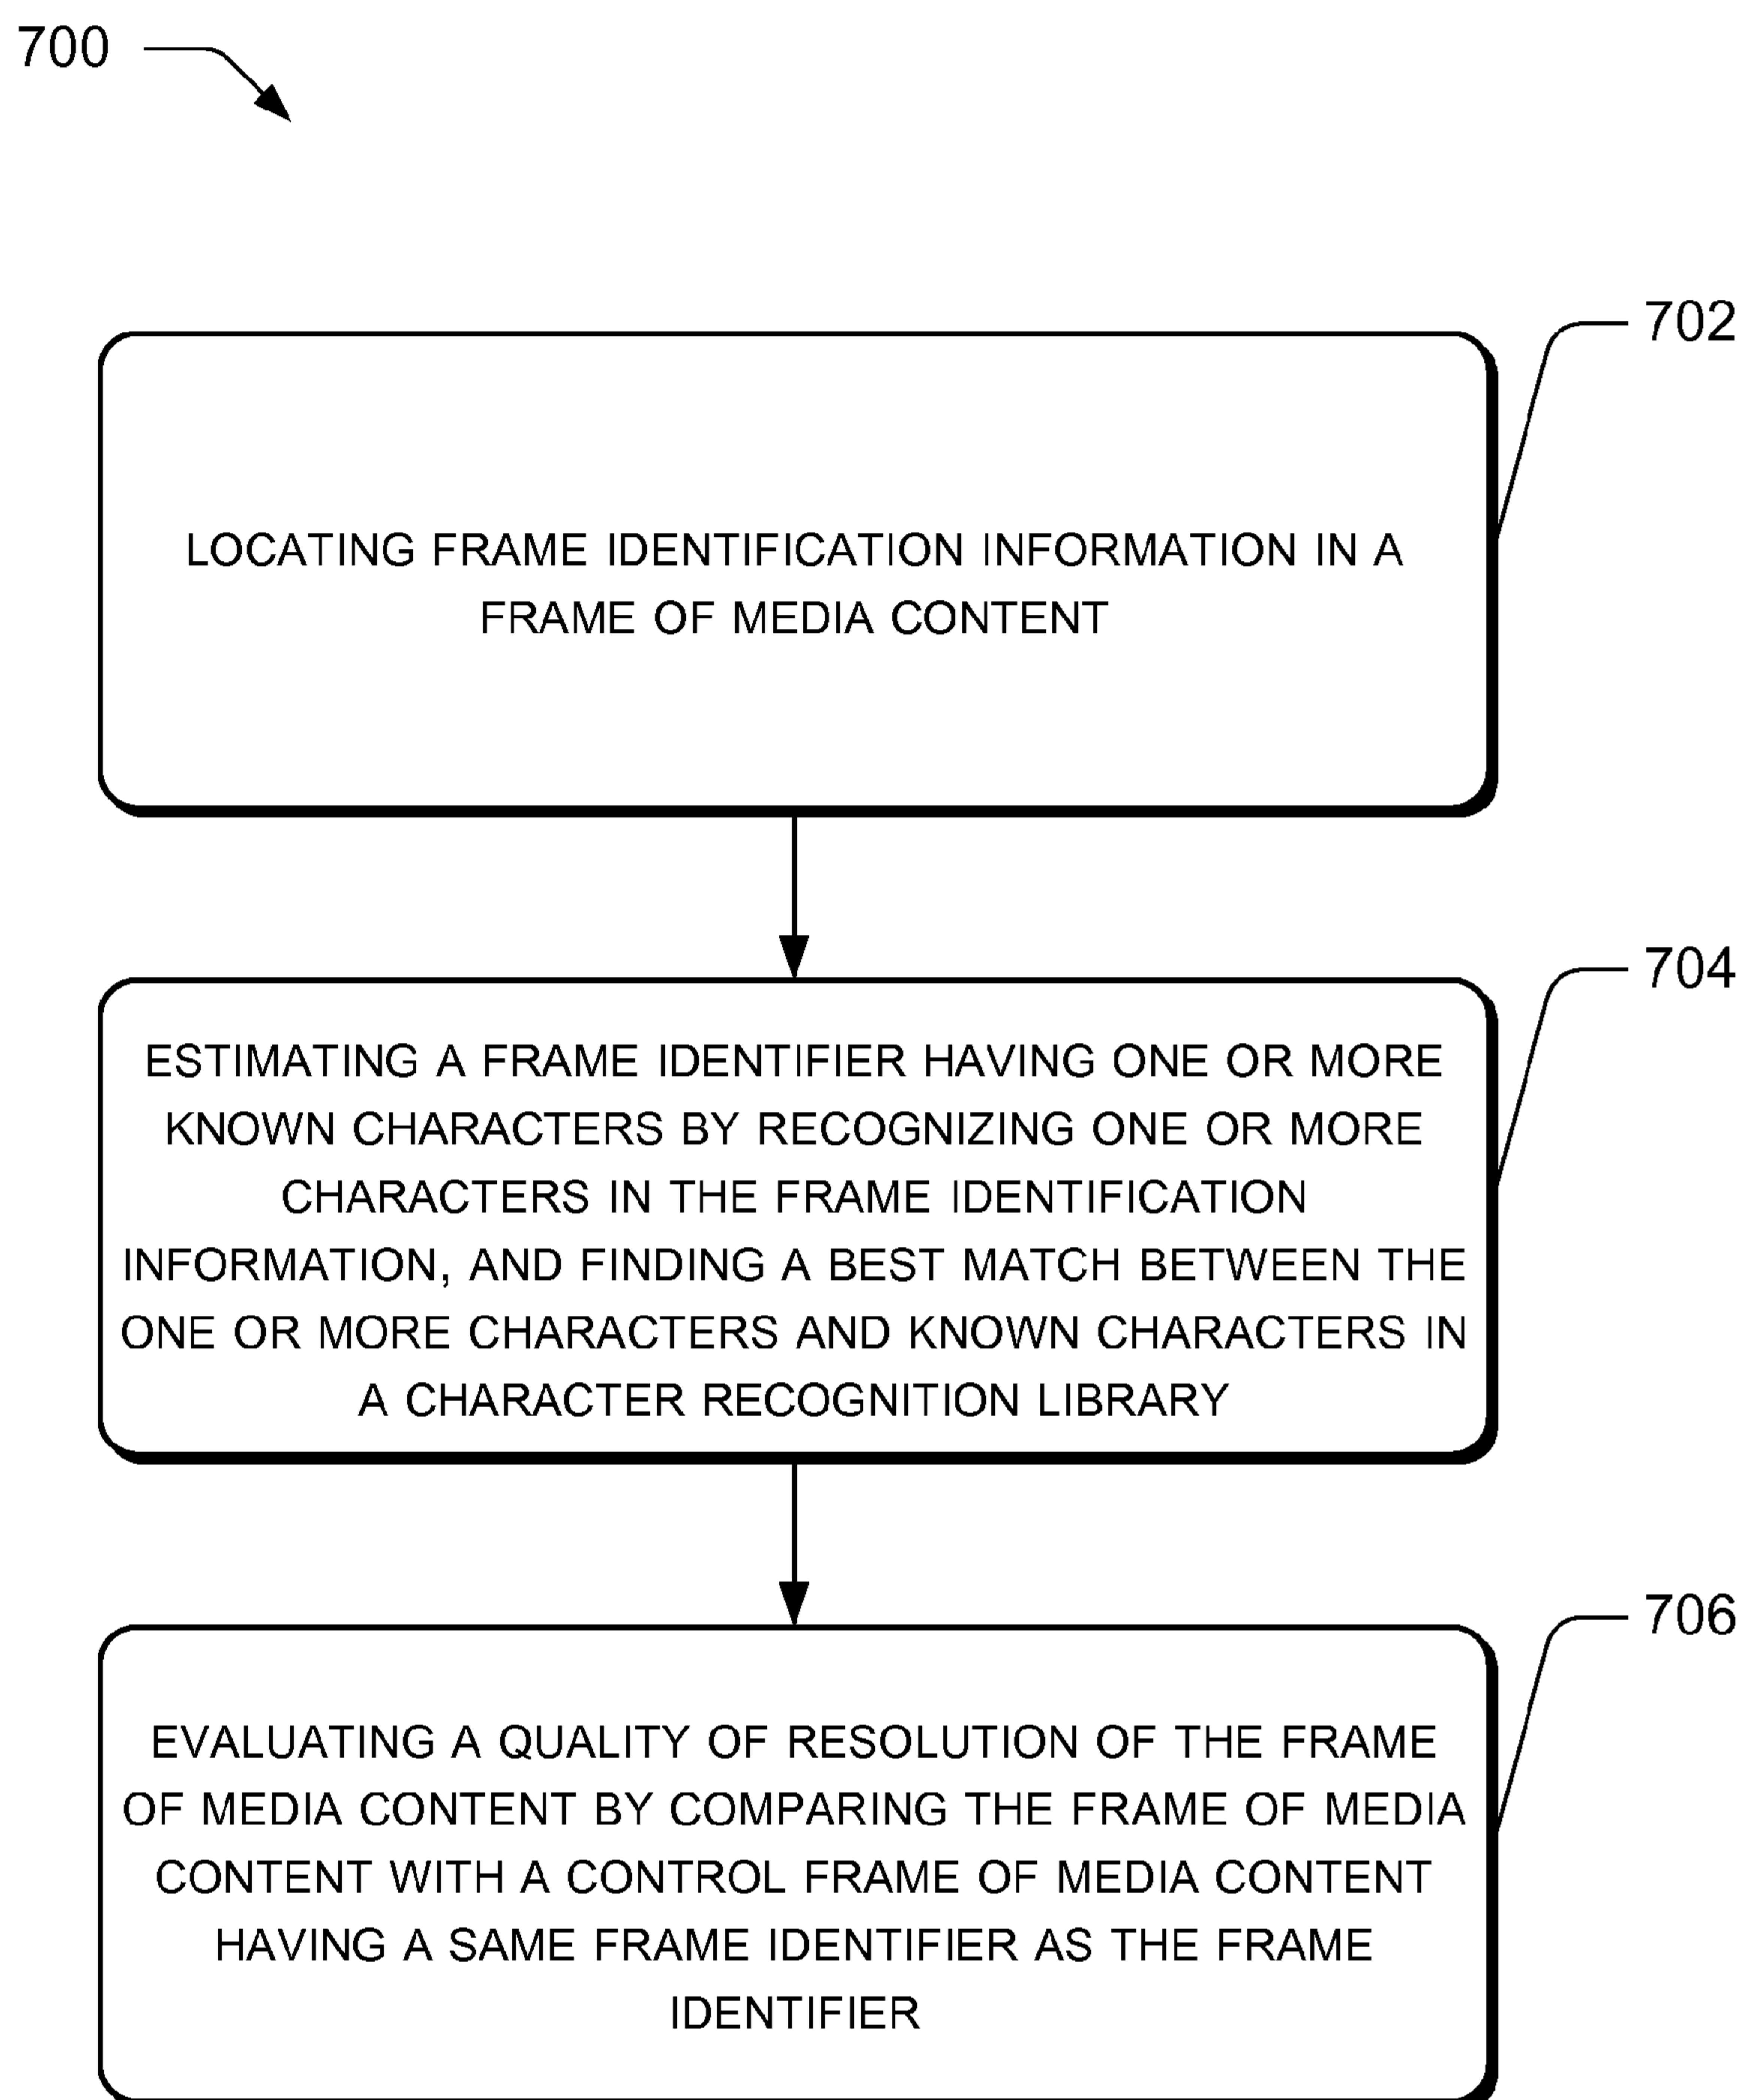 700
702
LOCATING FRAME IDENTIFICATION INFORMATION IN A
FRAME OF MEDIA CONTENT
704
ESTIMATING A FRAME IDENTIFIER HAVING ONE OR MORE
KNOWN CHARACTERS BY RECOGNIZING ONE OR MORE
CHARACTERS IN THE FRAME IDENTIFICATION
INFORMATION, AND FINDING A BEST MATCH BETWEEN THE
ONE OR MORE CHARACTERS AND KNOWN CHARACTERS IN
A CHARACTER RECOGNITION LIBRARY
706
EVALUATING A QUALITY OF RESOLUTION OF THE FRAME
OF MEDIA CONTENT BY COMPARING THE FRAME OF MEDIA
CONTENT WITH A CONTROL FRAME OF MEDIA CONTENT
HAVING A SAME FRAME IDENTIFIER AS THE FRAME
IDENTIFIER